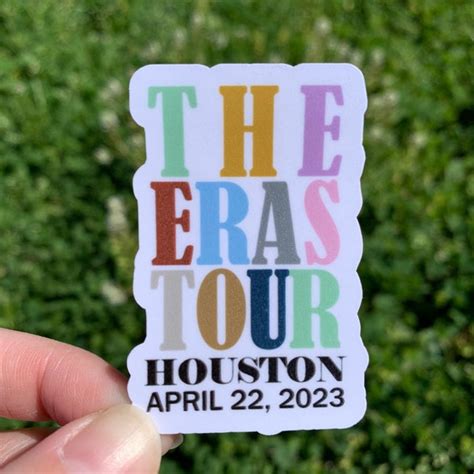 THE
ERAS
TOUR
HOUSTON
APRIL 22, 2023